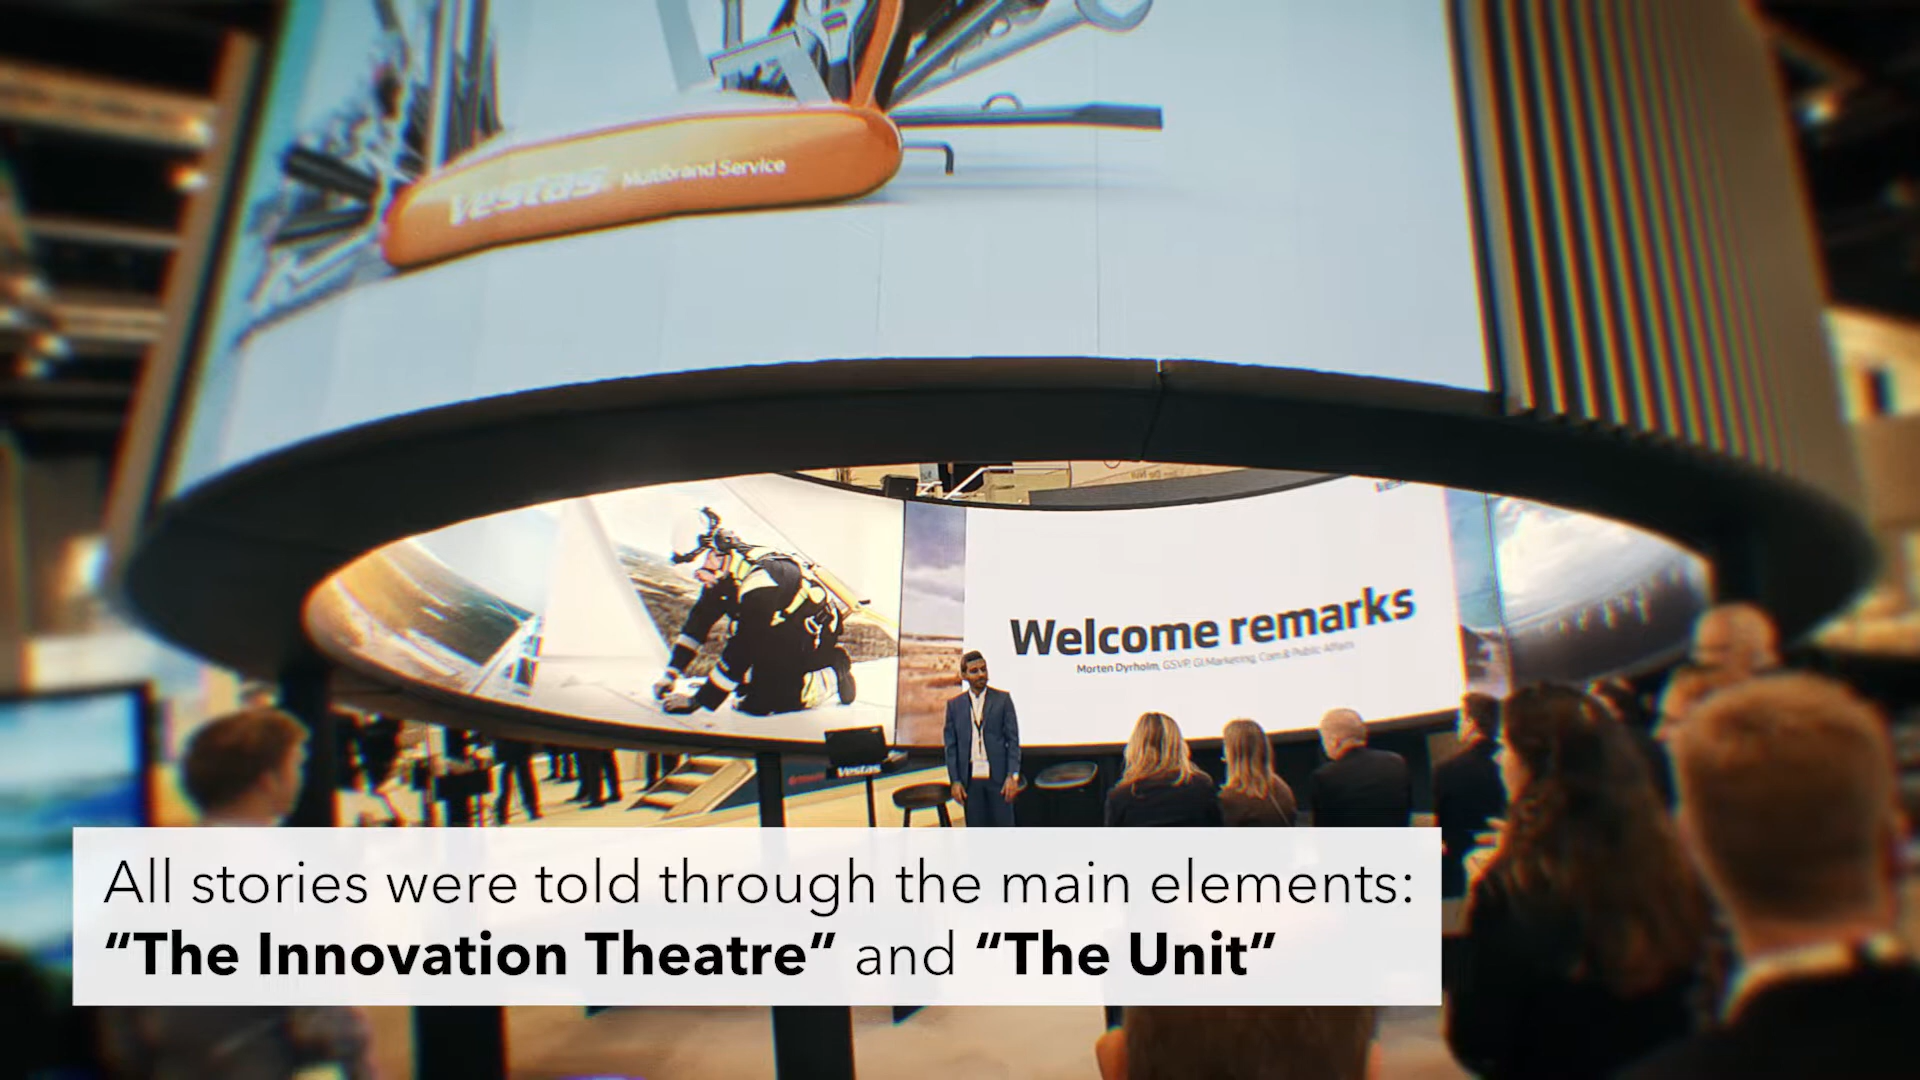 Vestas Multibrand Service
Welcome remarks
Morten Dyrholm, GSVP, Gl.Marketing, Com & Public Affairs
Vestas
All stories were told through the main elements:
“The Innovation Theatre” and “The Unit”